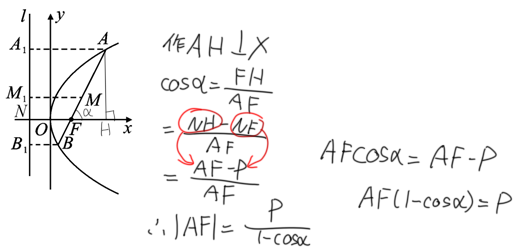 l
y
A₁
A
M₁
M
N
α
O
F
H
x
B₁
B
作AH⊥X
cosα=FH/AF
=(NH-NF)/AF
=(AF-P)/AF
∴|AF|=P/(1-cosα)
AFcosα=AF-P
AF(1-cosα)=P